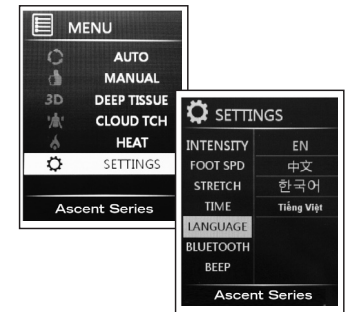 MENU
AUTO
MANUAL
3D DEEP TISSUE
CLOUD TCH
HEAT
SETTINGS
Ascent Series
SETTINGS
INTENSITY EN
FOOT SPD 中文
STRETCH 한국어
TIME Tiếng Việt
LANGUAGE
BLUETOOTH
BEEP
Ascent Series